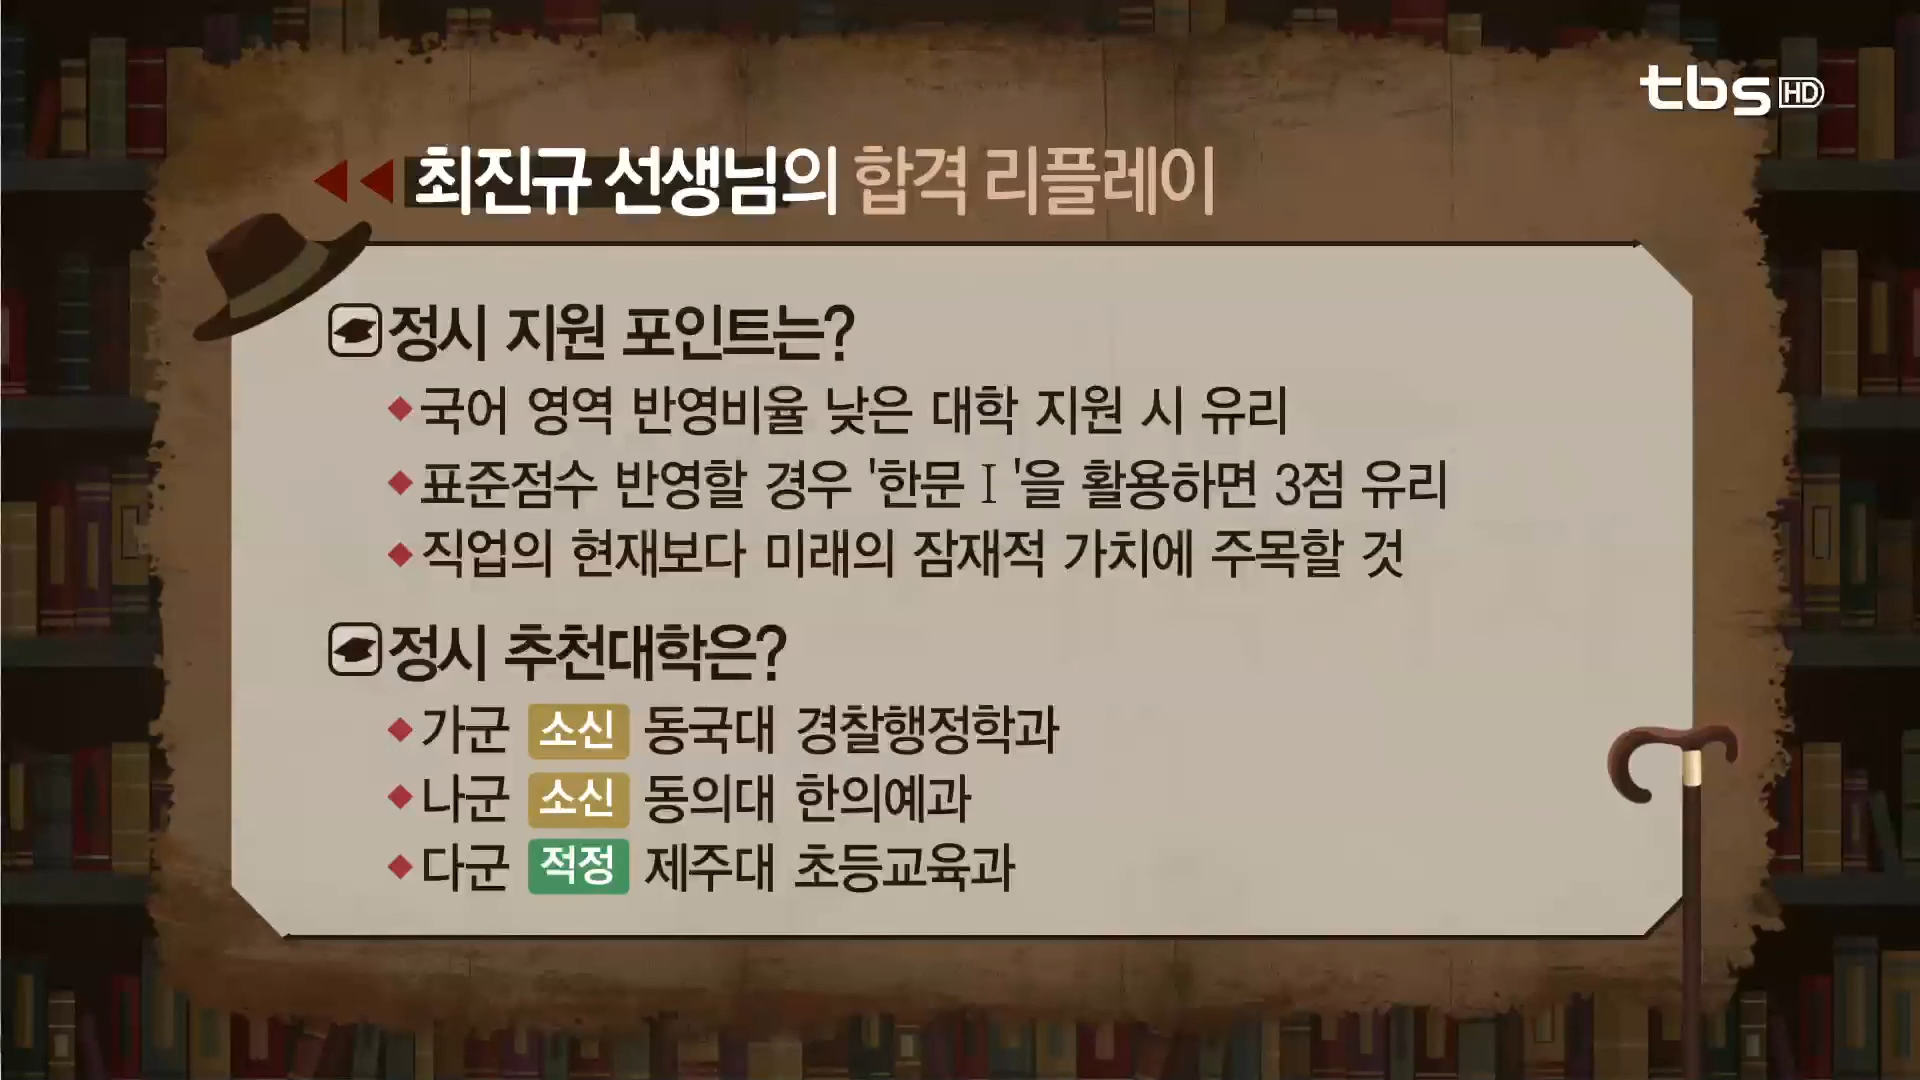 tbs HD
최진규 선생님의 합격 리플레이
정시 지원 포인트는?
국어 영역 반영비율 낮은 대학 지원 시 유리
표준점수 반영할 경우 '한문Ⅰ'을 활용하면 3점 유리
직업의 현재보다 미래의 잠재적 가치에 주목할 것
정시 추천대학은?
가군 소신 동국대 경찰행정학과
나군 소신 동의대 한의예과
다군 적정 제주대 초등교육과